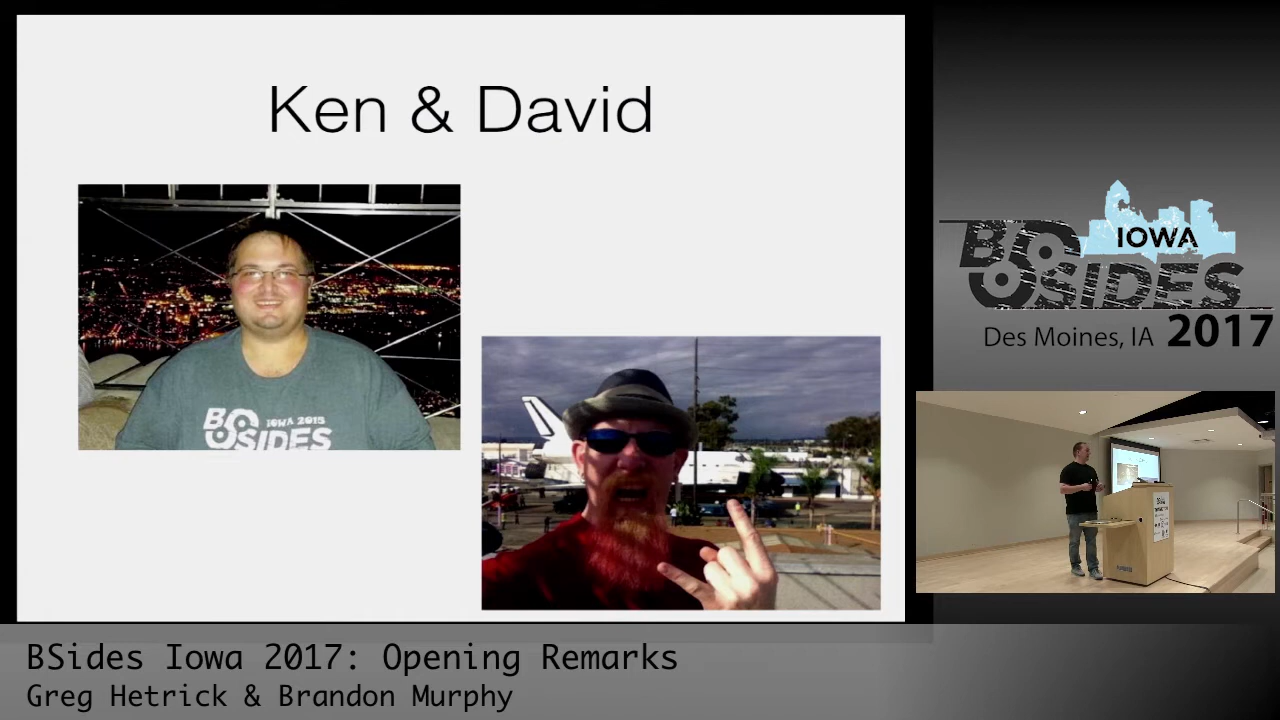 Ken & David
IOWA 2015
BSIDES
BSIDES
IOWA
Des Moines, IA 2017
BSides Iowa 2017: Opening Remarks
Greg Hetrick & Brandon Murphy